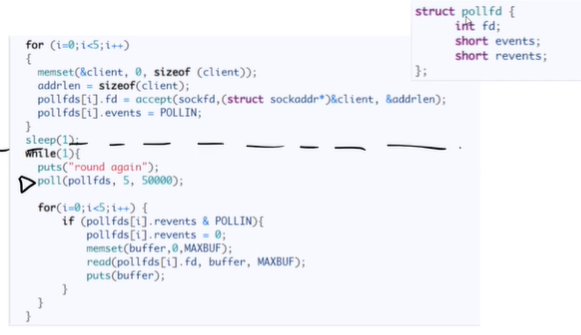 struct pollfd {
int fd;
short events;
short revents;
};
for (i=0;i<5;i++)
{
memset(&client, 0, sizeof (client));
addrlen = sizeof(client);
pollfds[i].fd = accept(sockfd,(struct sockaddr*)&client, &addrlen);
pollfds[i].events = POLLIN;
}
sleep(1);
while(1){
puts("round again");
poll(pollfds, 5, 50000);
for(i=0;i<5;i++) {
if (pollfds[i].revents & POLLIN){
pollfds[i].revents = 0;
memset(buffer,0,MAXBUF);
read(pollfds[i].fd, buffer, MAXBUF);
puts(buffer);
}
}
}